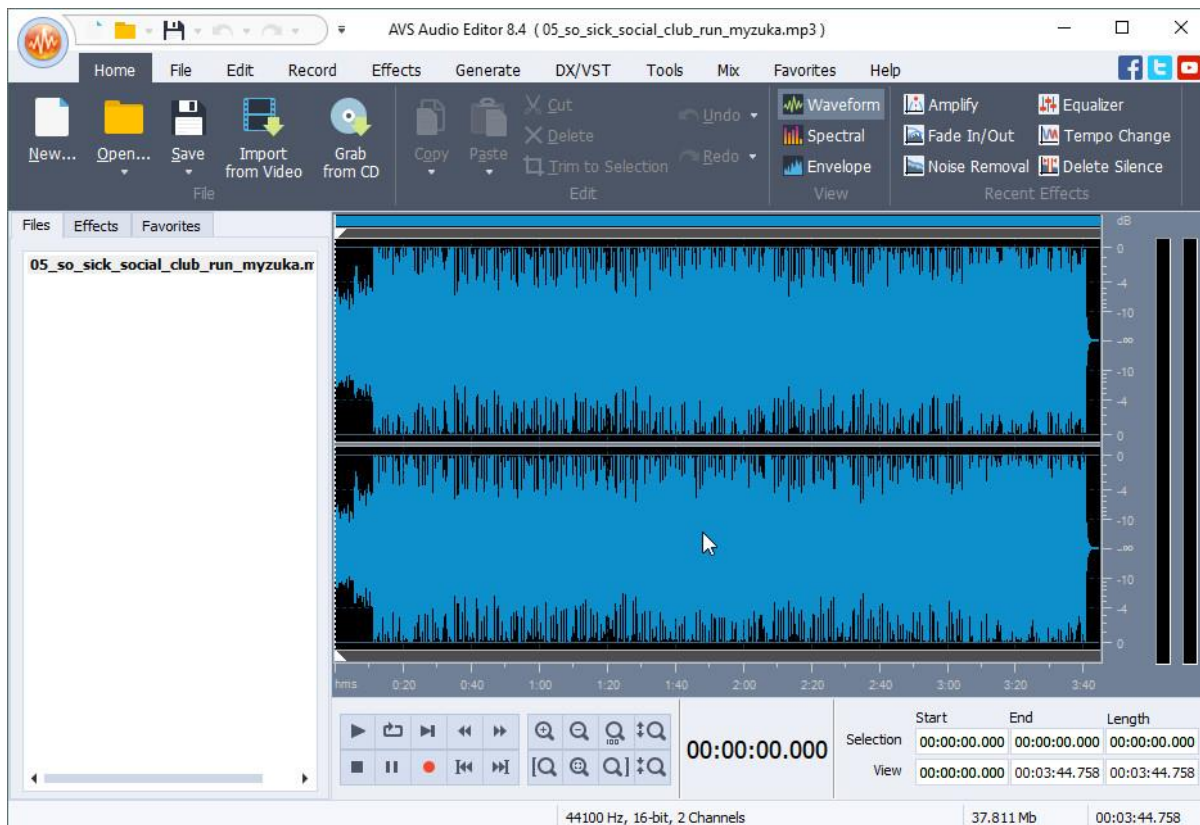 AVS Audio Editor 8.4 ( 05_so_sick_social_club_run_myzuka.mp3 )
Home File Edit Record Effects Generate DX/VST Tools Mix Favorites Help
New... Open... Save Import from Video Grab from CD
File
Copy Paste Cut
Delete
Trim to Selection
Undo
Redo
Edit
Waveform
Spectral
Envelope
View
Amplify Equalizer
Fade In/Out Tempo Change
Noise Removal Delete Silence
Recent Effects
Files Effects Favorites
05_so_sick_social_club_run_myzuka.m
dB
0
-4
-10
-∞
-10
-4
0
0
-4
-10
-∞
-10
-4
0
hms 0:20 0:40 1:00 1:20 1:40 2:00 2:20 2:40 3:00 3:20 3:40
100
00:00:00.000
Start End Length
Selection 00:00:00.000 00:00:00.000 00:00:00.000
View 00:00:00.000 00:03:44.758 00:03:44.758
44100 Hz, 16-bit, 2 Channels 37.811 Mb 00:03:44.758